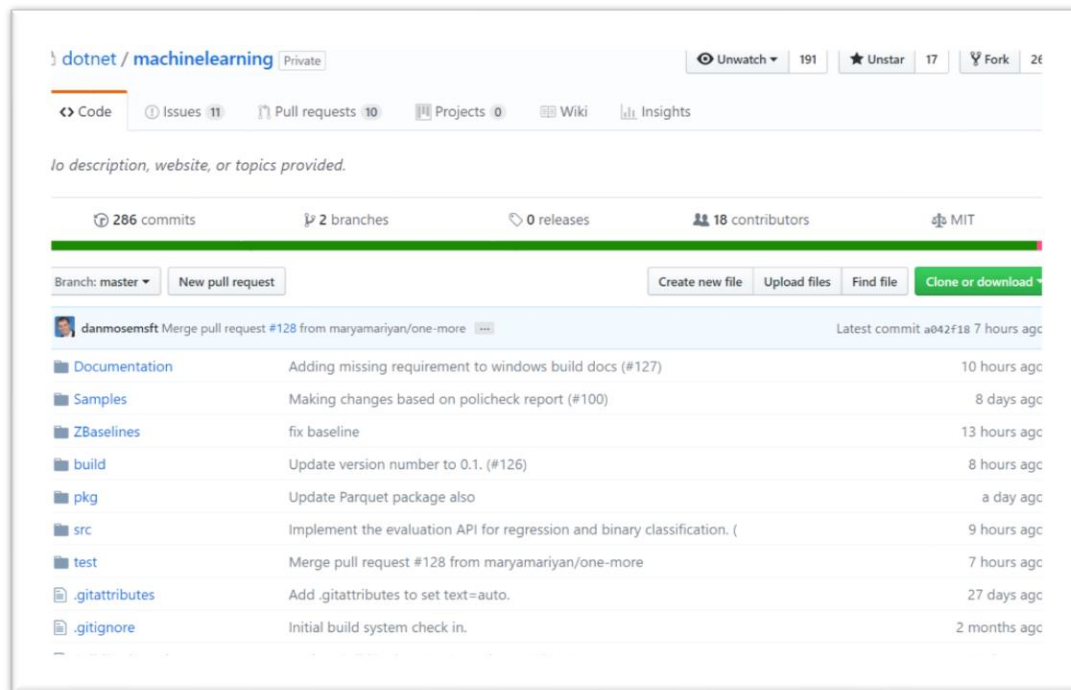 dotnet / machinelearning Private Unwatch 191 Unstar 17 Fork
Code Issues 11 Pull requests 10 Projects 0 Wiki Insights
description, website, or topics provided.
286 commits 2 branches 0 releases 18 contributors MIT
Branch: master New pull request Create new file Upload files Find file Clone or download
danmosemsft Merge pull request #128 from maryamariyan/one-more ... Latest commit a042f18 7 hours ago
Documentation Adding missing requirement to windows build docs (#127) 10 hours ago
Samples Making changes based on policheck report (#100) 8 days ago
ZBaselines fix baseline 13 hours ago
build Update version number to 0.1. (#126) 8 hours ago
pkg Update Parquet package also a day ago
src Implement the evaluation API for regression and binary classification. ( 9 hours ago
test Merge pull request #128 from maryamariyan/one-more 7 hours ago
.gitattributes Add .gitattributes to set text=auto. 27 days ago
.gitignore Initial build system check in. 2 months ago